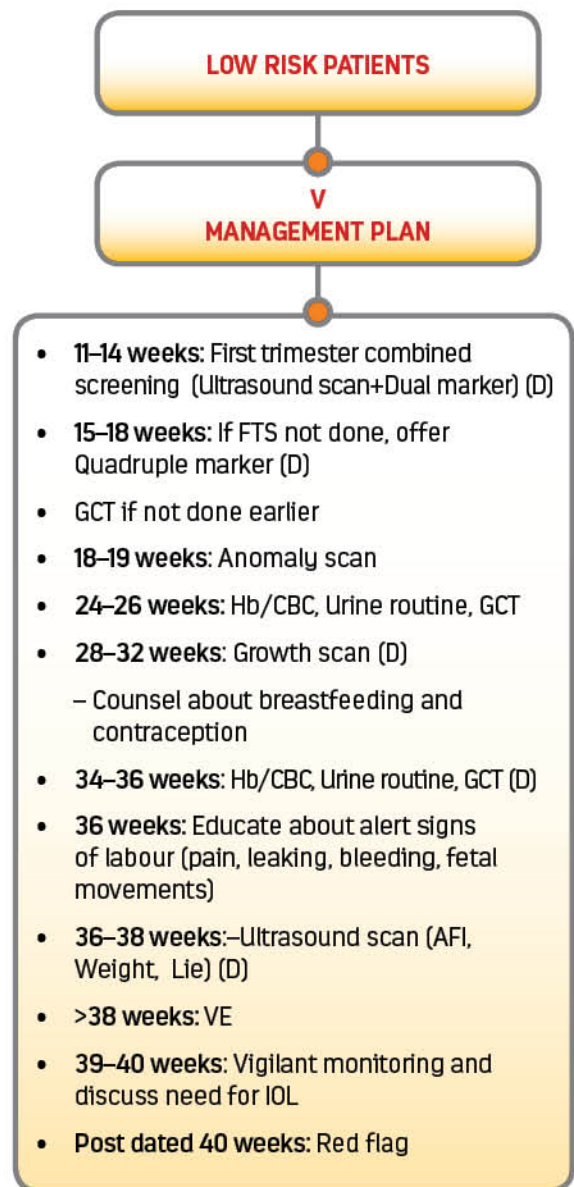 LOW RISK PATIENTS
V
MANAGEMENT PLAN
• 11–14 weeks: First trimester combined
screening (Ultrasound scan+Dual marker) (D)
• 15–18 weeks: If FTS not done, offer
Quadruple marker (D)
• GCT if not done earlier
• 18–19 weeks: Anomaly scan
• 24–26 weeks: Hb/CBC, Urine routine, GCT
• 28–32 weeks: Growth scan (D)
– Counsel about breastfeeding and
contraception
• 34–36 weeks: Hb/CBC, Urine routine, GCT (D)
• 36 weeks: Educate about alert signs
of labour (pain, leaking, bleeding, fetal
movements)
• 36–38 weeks:–Ultrasound scan (AFI,
Weight, Lie) (D)
• >38 weeks: VE
• 39–40 weeks: Vigilant monitoring and
discuss need for IOL
• Post dated 40 weeks: Red flag